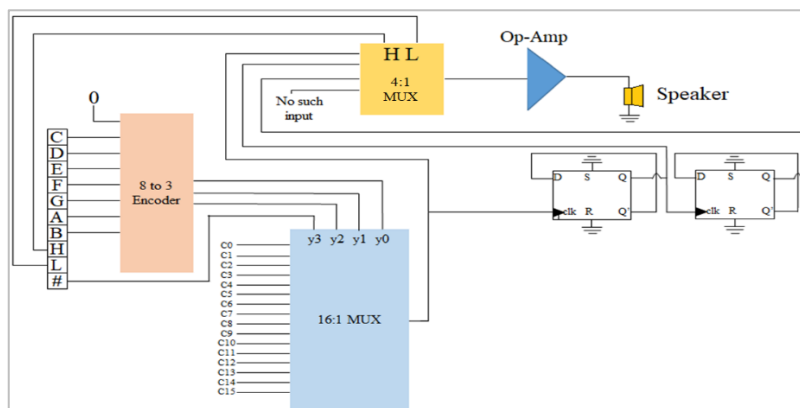 Op-Amp
H L
4:1
MUX
No such
input
Speaker
0
C
D
E
F
G
A
B
H
L
#
8 to 3
Encoder
D S Q
clk R Q'
D S Q
clk R Q'
y3 y2 y1 y0
16:1 MUX
C0
C1
C2
C3
C4
C5
C6
C7
C8
C9
C10
C11
C12
C13
C14
C15